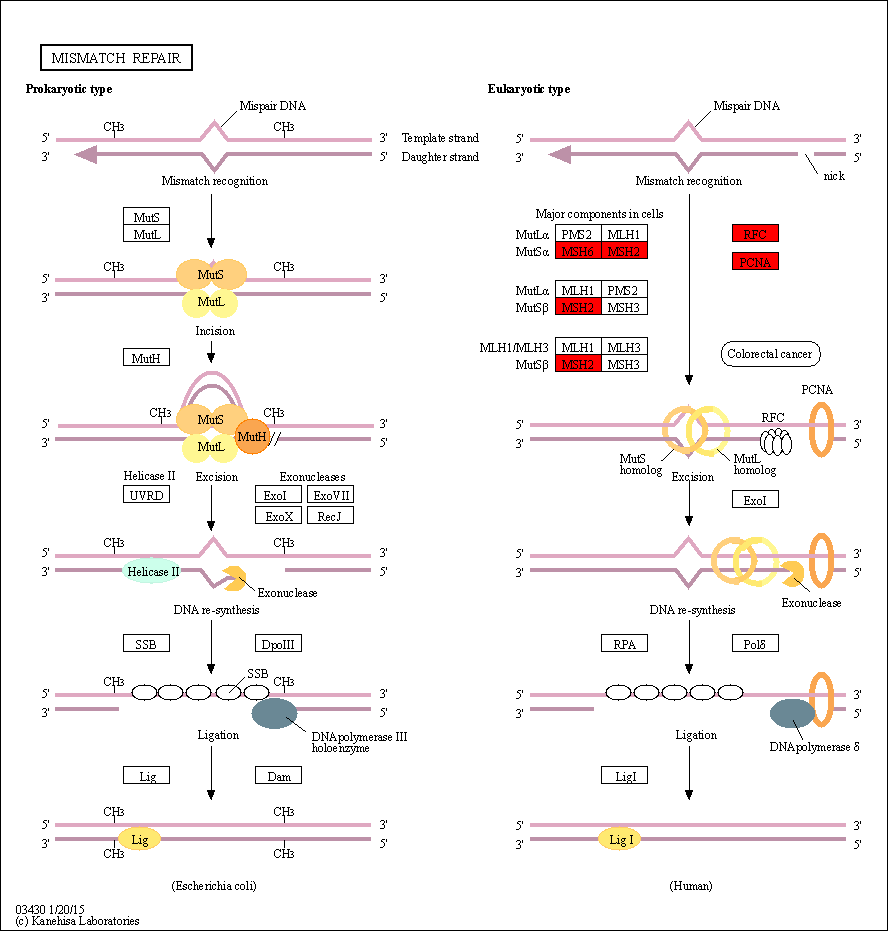 MISMATCH REPAIR
Prokaryotic type
Mispair DNA
CH3
CH3
5'
3'
3'
5'
Template strand
Daughter strand
Mismatch recognition
MutS
MutL
CH3
CH3
5'
3'
3'
5'
MutS
MutL
Incision
MutH
CH3
CH3
5'
3'
3'
5'
MutS
MutL
MutH
Helicase II
UVRD
Excision
Exonucleases
ExoI
ExoVII
ExoX
RecJ
CH3
CH3
5'
3'
3'
5'
Helicase II
Exonuclease
DNA re-synthesis
SSB
DpoIII
SSB
CH3
CH3
5'
3'
3'
5'
DNA polymerase III
holoenzyme
Ligation
Lig
Dam
CH3
CH3
5'
3'
3'
5'
Lig
CH3
CH3
(Escherichia coli)
Eukaryotic type
Mispair DNA
5'
3'
3'
5'
nick
Mismatch recognition
Major components in cells
MutLα PMS2 MLH1
MutSα MSH6 MSH2
MutLα MLH1 PMS2
MutSβ MSH2 MSH3
MLH1/MLH3 MLH1 MLH3
MutSβ MSH2 MSH3
RFC
PCNA
Colorectal cancer
PCNA
RFC
5'
3'
3'
5'
MutS
homolog
MutL
homolog
Excision
ExoI
5'
3'
3'
5'
Exonuclease
DNA re-synthesis
RPA
Polδ
5'
3'
3'
5'
DNA polymerase δ
Ligation
LigI
5'
3'
3'
5'
Lig I
(Human)
03430 1/20/15
(c) Kanehisa Laboratories